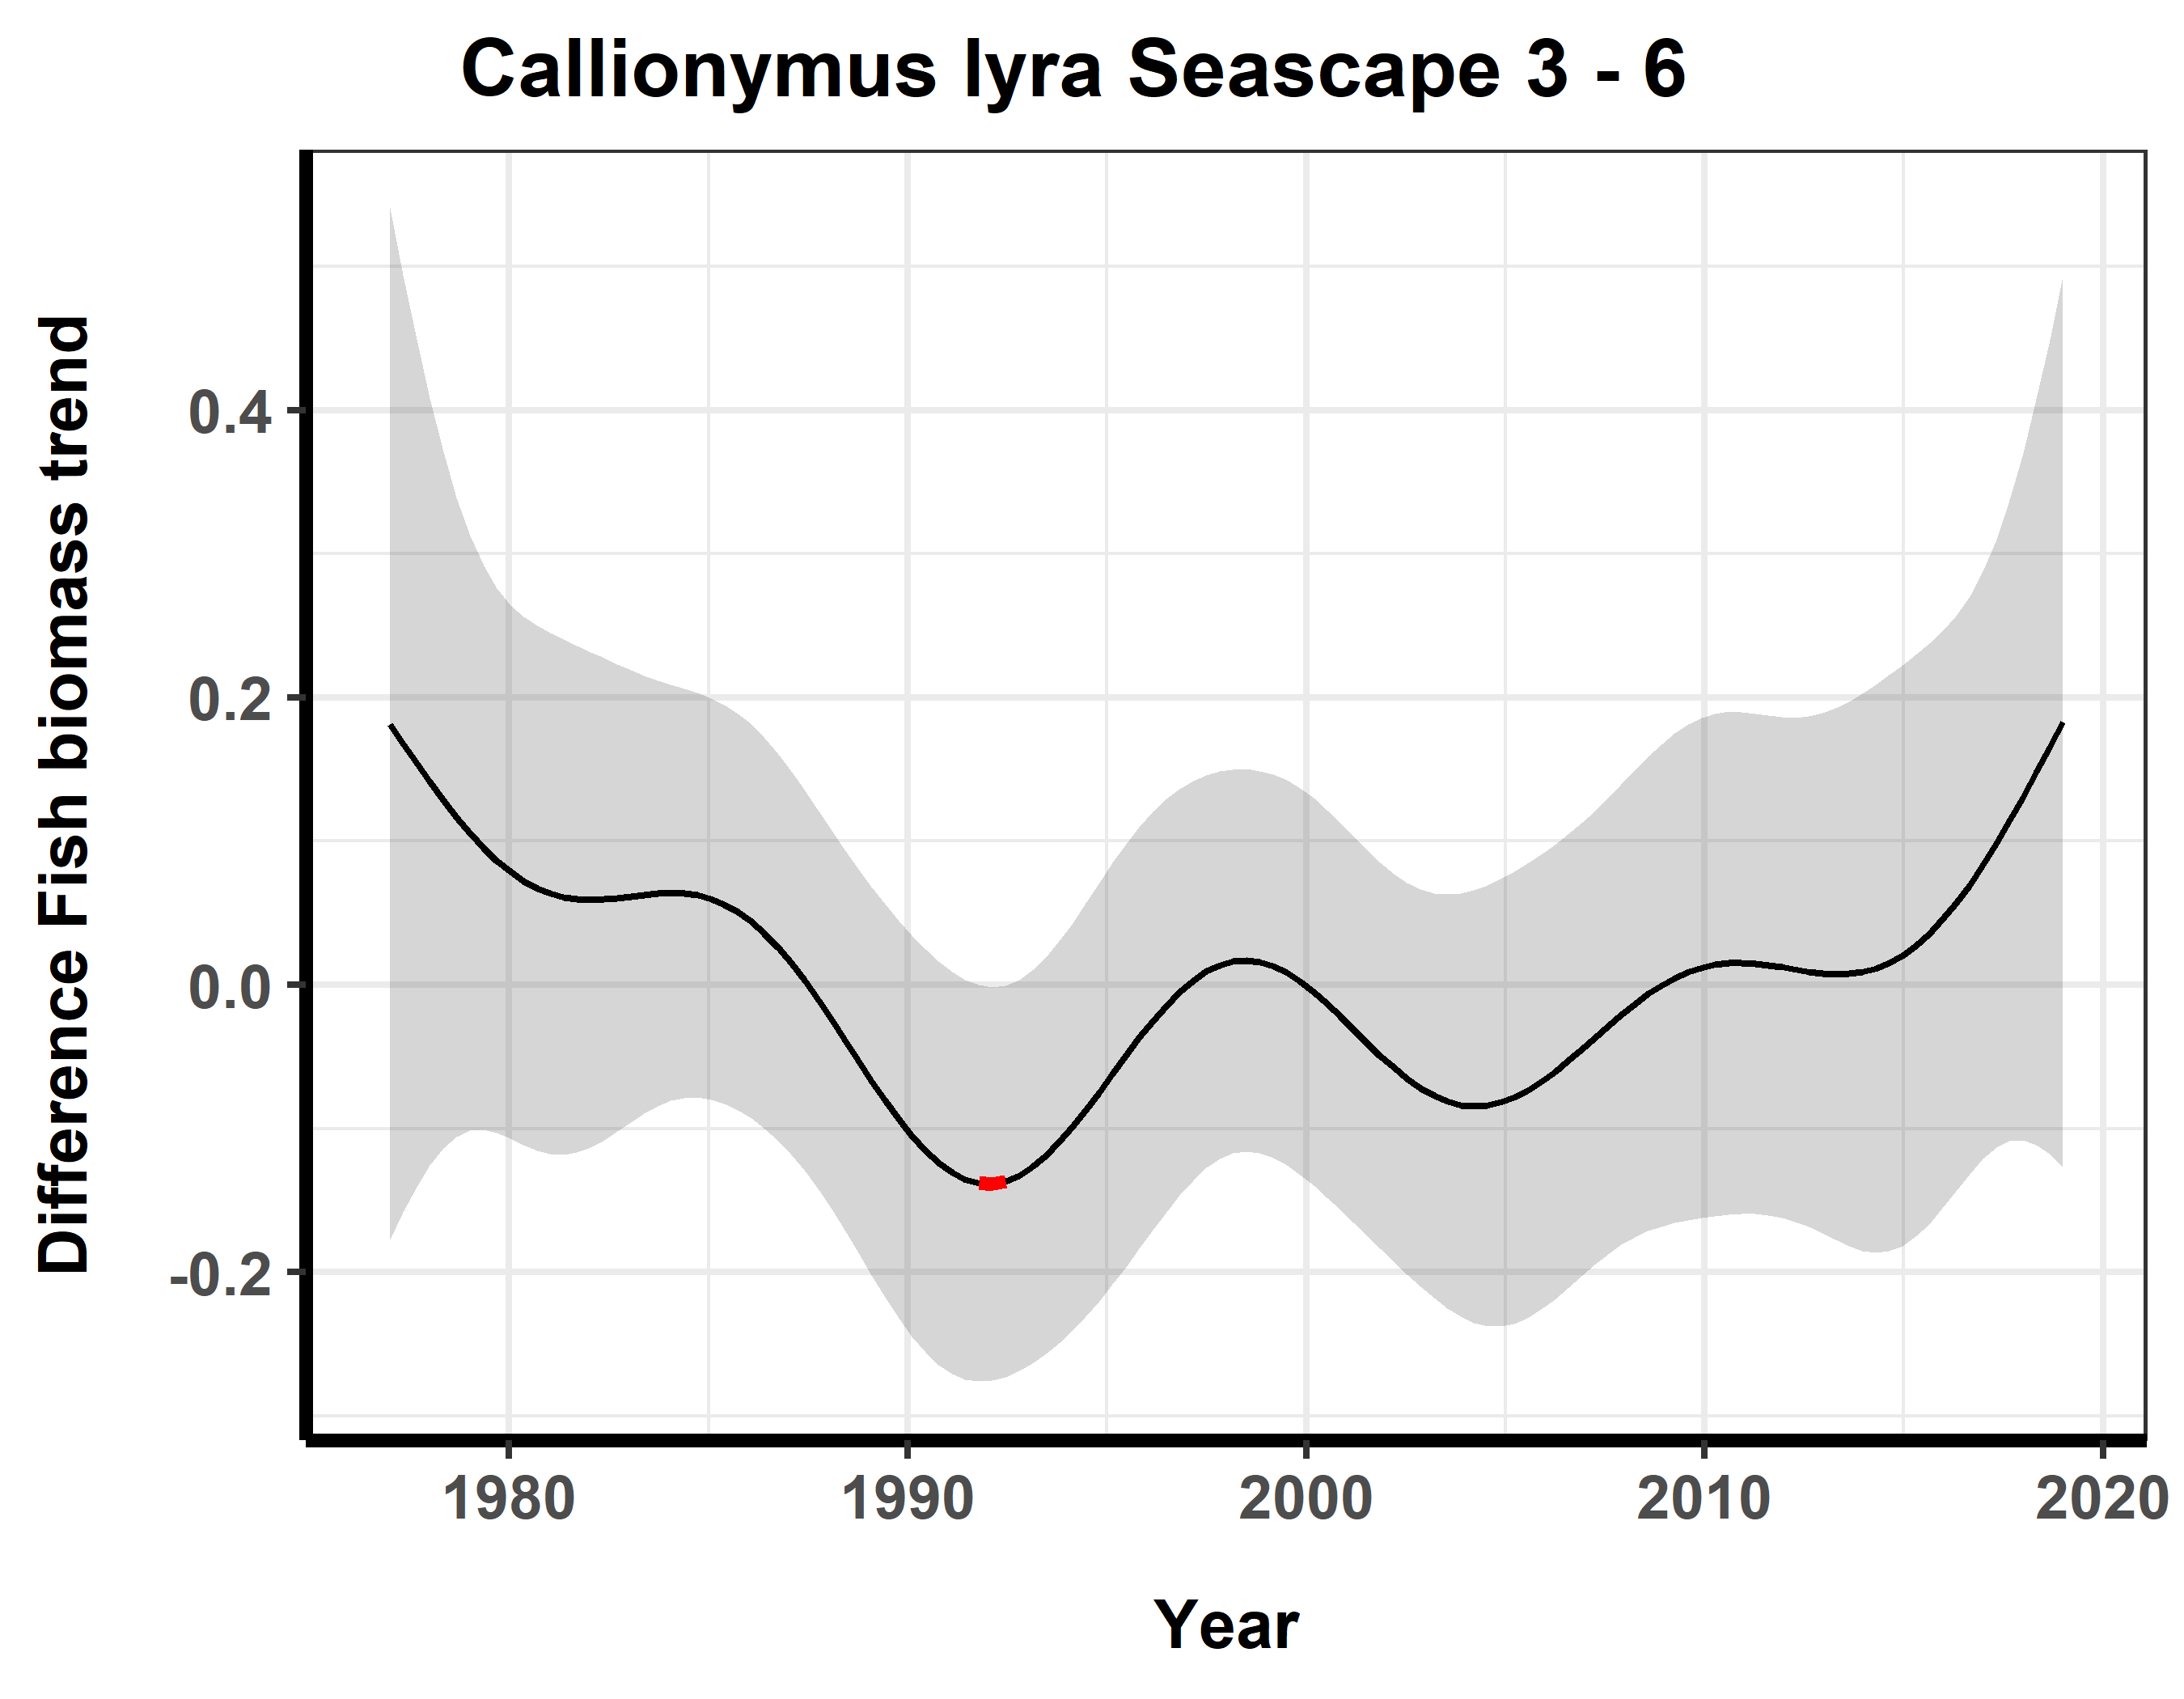 Callionymus lyra Seascape 3 - 6
Difference Fish biomass trend
0.4
0.2
0.0
-0.2
1980 1990 2000 2010 2020
Year